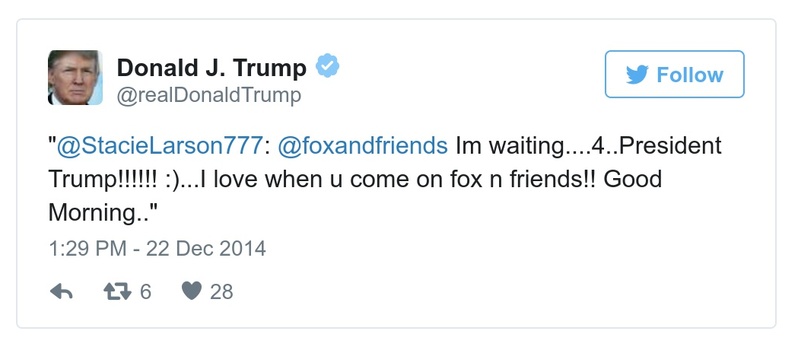 Donald J. Trump
@realDonaldTrump
Follow
"@StacieLarson777: @foxandfriends Im waiting....4..President
Trump!!!!!! :)...I love when u come on fox n friends!! Good
Morning.."
1:29 PM - 22 Dec 2014
6 28